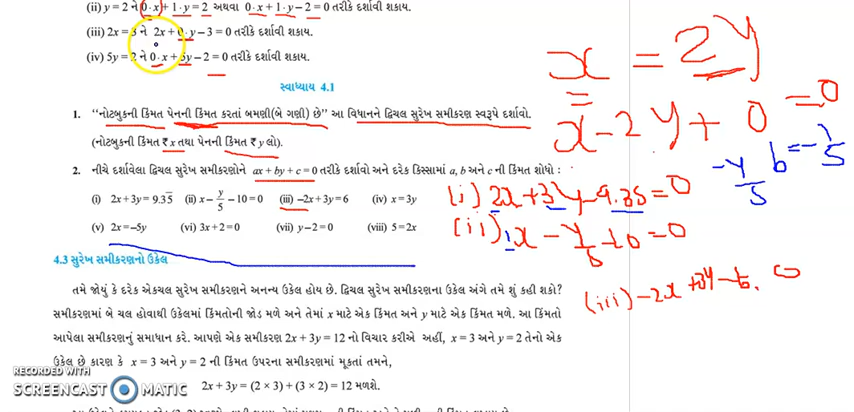 (ii) y = 2 ને 0·x + 1·y = 2 અથવા 0·x + 1·y − 2 = 0 તરીકે દર્શાવી શકાય.
(iii) 2x = 3 ને 2x + 0·y − 3 = 0 તરીકે દર્શાવી શકાય.
(iv) 5y = 2 ને 0·x + 5y − 2 = 0 તરીકે દર્શાવી શકાય.
સ્વાધ્યાય 4.1
1. "નોટબુકની કિંમત પેનની કિંમત કરતાં બમણી(બે ગણી) છે" આ વિધાનને દ્વિચલ સુરેખ સમીકરણ સ્વરૂપે દર્શાવો.
(નોટબુકની કિંમત ₹ x તથા પેનની કિંમત ₹ y લો.)
2. નીચે દર્શાવેલા દ્વિચલ સુરેખ સમીકરણોને ax + by + c = 0 તરીકે દર્શાવો અને દરેક કિસ્સામાં a, b અને c ની કિંમત શોધો :
(i) 2x + 3y = 9.35̅ (ii) x − y/5 − 10 = 0 (iii) −2x + 3y = 6 (iv) x = 3y
(v) 2x = −5y (vi) 3x + 2 = 0 (vii) y − 2 = 0 (viii) 5 = 2x
4.3 સુરેખ સમીકરણનો ઉકેલ
તમે જોયું કે દરેક એકચલ સુરેખ સમીકરણને અનન્ય ઉકેલ હોય છે. દ્વિચલ સુરેખ સમીકરણના ઉકેલ અંગે તમે શું કહી શકો?
સમીકરણમાં બે ચલ હોવાથી ઉકેલમાં કિંમતોની જોડ મળે અને તેમાં x માટે એક કિંમત અને y માટે એક કિંમત મળે. આ કિંમતો
આપેલા સમીકરણનું સમાધાન કરે. આપણે એક સમીકરણ 2x + 3y = 12 નો વિચાર કરીએ. અહીં, x = 3 અને y = 2 તેનો એક
ઉકેલ છે કારણ કે x = 3 અને y = 2 ની કિંમત ઉપરના સમીકરણમાં મૂકતાં તમને,
2x + 3y = (2 × 3) + (3 × 2) = 12 મળશે.
x = 2y
x − 2y + 0 = 0
−y/5 b = −1/5
(i) 2x + 3y − 9.35 = 0
(ii) 1x − y/5 − 10 = 0
(iii) −2x + 3y − 6 = 0
RECORDED WITH
SCREENCAST MATIC